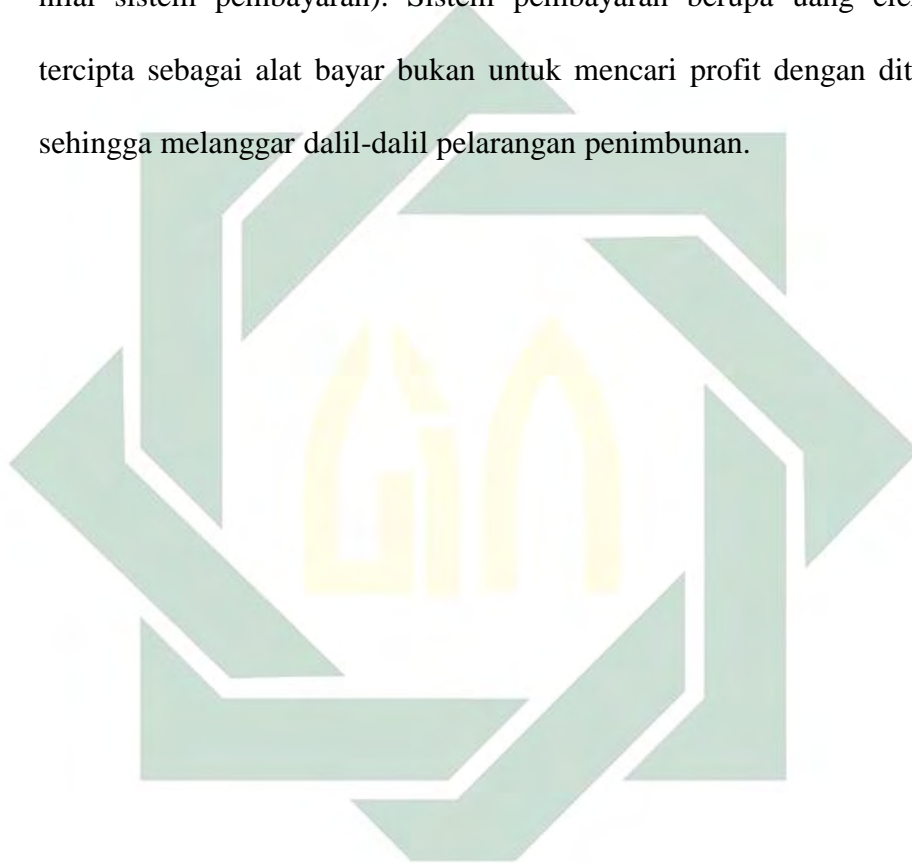 sistem pembayaran). Sistem pembayaran berupa uang
tercipta sebagai alat bayar bukan untuk mencari profit dengan
sehingga melanggar dalil-dalil pelarangan penimbunan.